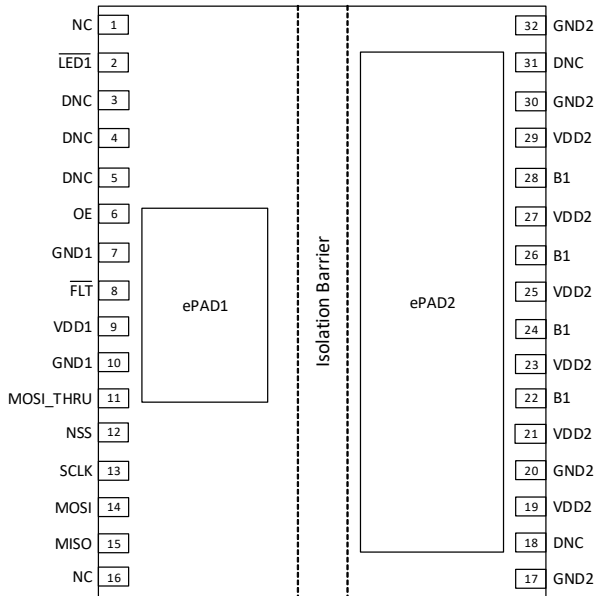 NC 1
LED1 2
DNC 3
DNC 4
DNC 5
OE 6
GND1 7
FLT 8
VDD1 9
GND1 10
MOSI_THRU 11
NSS 12
SCLK 13
MOSI 14
MISO 15
NC 16
ePAD1
Isolation Barrier
ePAD2
32 GND2
31 DNC
30 GND2
29 VDD2
28 B1
27 VDD2
26 B1
25 VDD2
24 B1
23 VDD2
22 B1
21 VDD2
20 GND2
19 VDD2
18 DNC
17 GND2